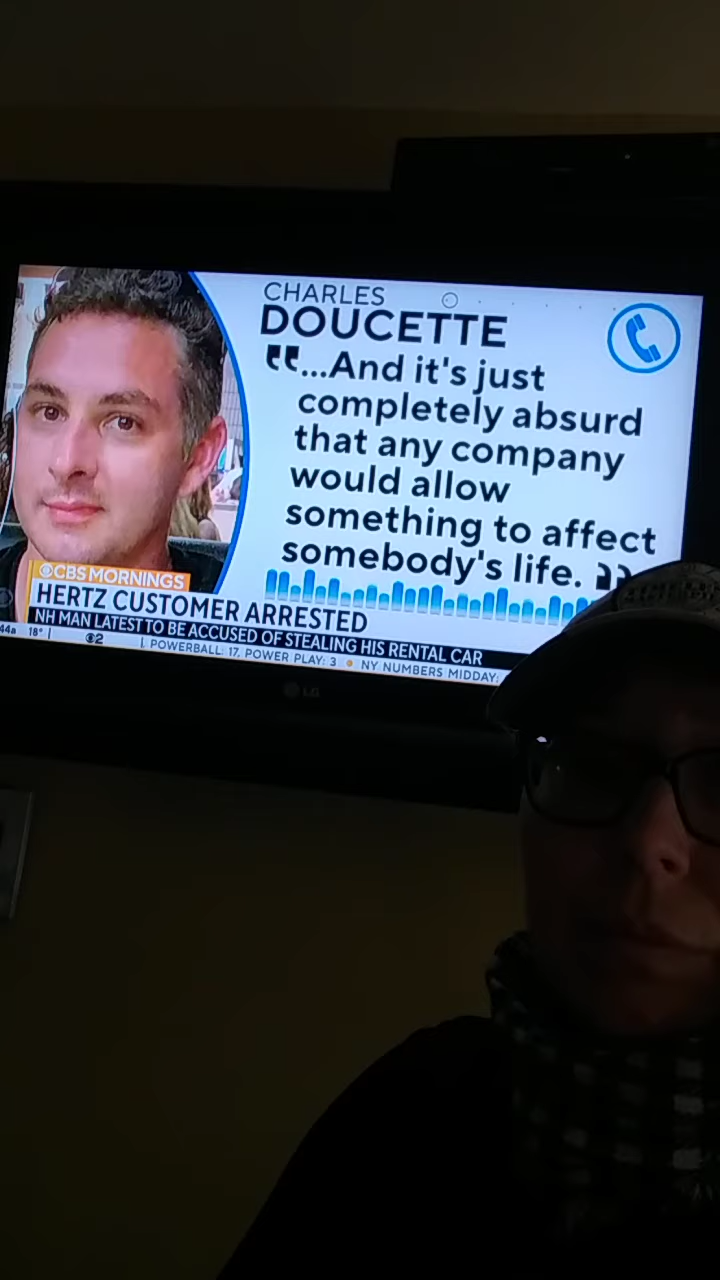 CHARLES
DOUCETTE
“...And it's just
completely absurd
that any company
would allow
something to affect
somebody's life. ”
CBS MORNINGS
HERTZ CUSTOMER ARRESTED
NH MAN LATEST TO BE ACCUSED OF STEALING HIS RENTAL CAR
44a 18° 2 POWERBALL: 17, POWER PLAY: 3 NY NUMBERS MIDDAY:
LG